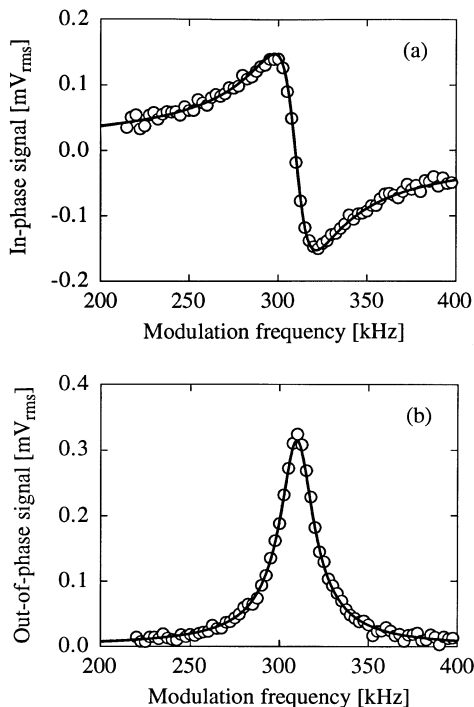 In-phase signal [mVrms]
0.2
0.1
0.0
-0.1
-0.2
(a)
200 250 300 350 400
Modulation frequency [kHz]
Out-of-phase signal [mVrms]
0.4
0.3
0.2
0.1
0.0
(b)
200 250 300 350 400
Modulation frequency [kHz]